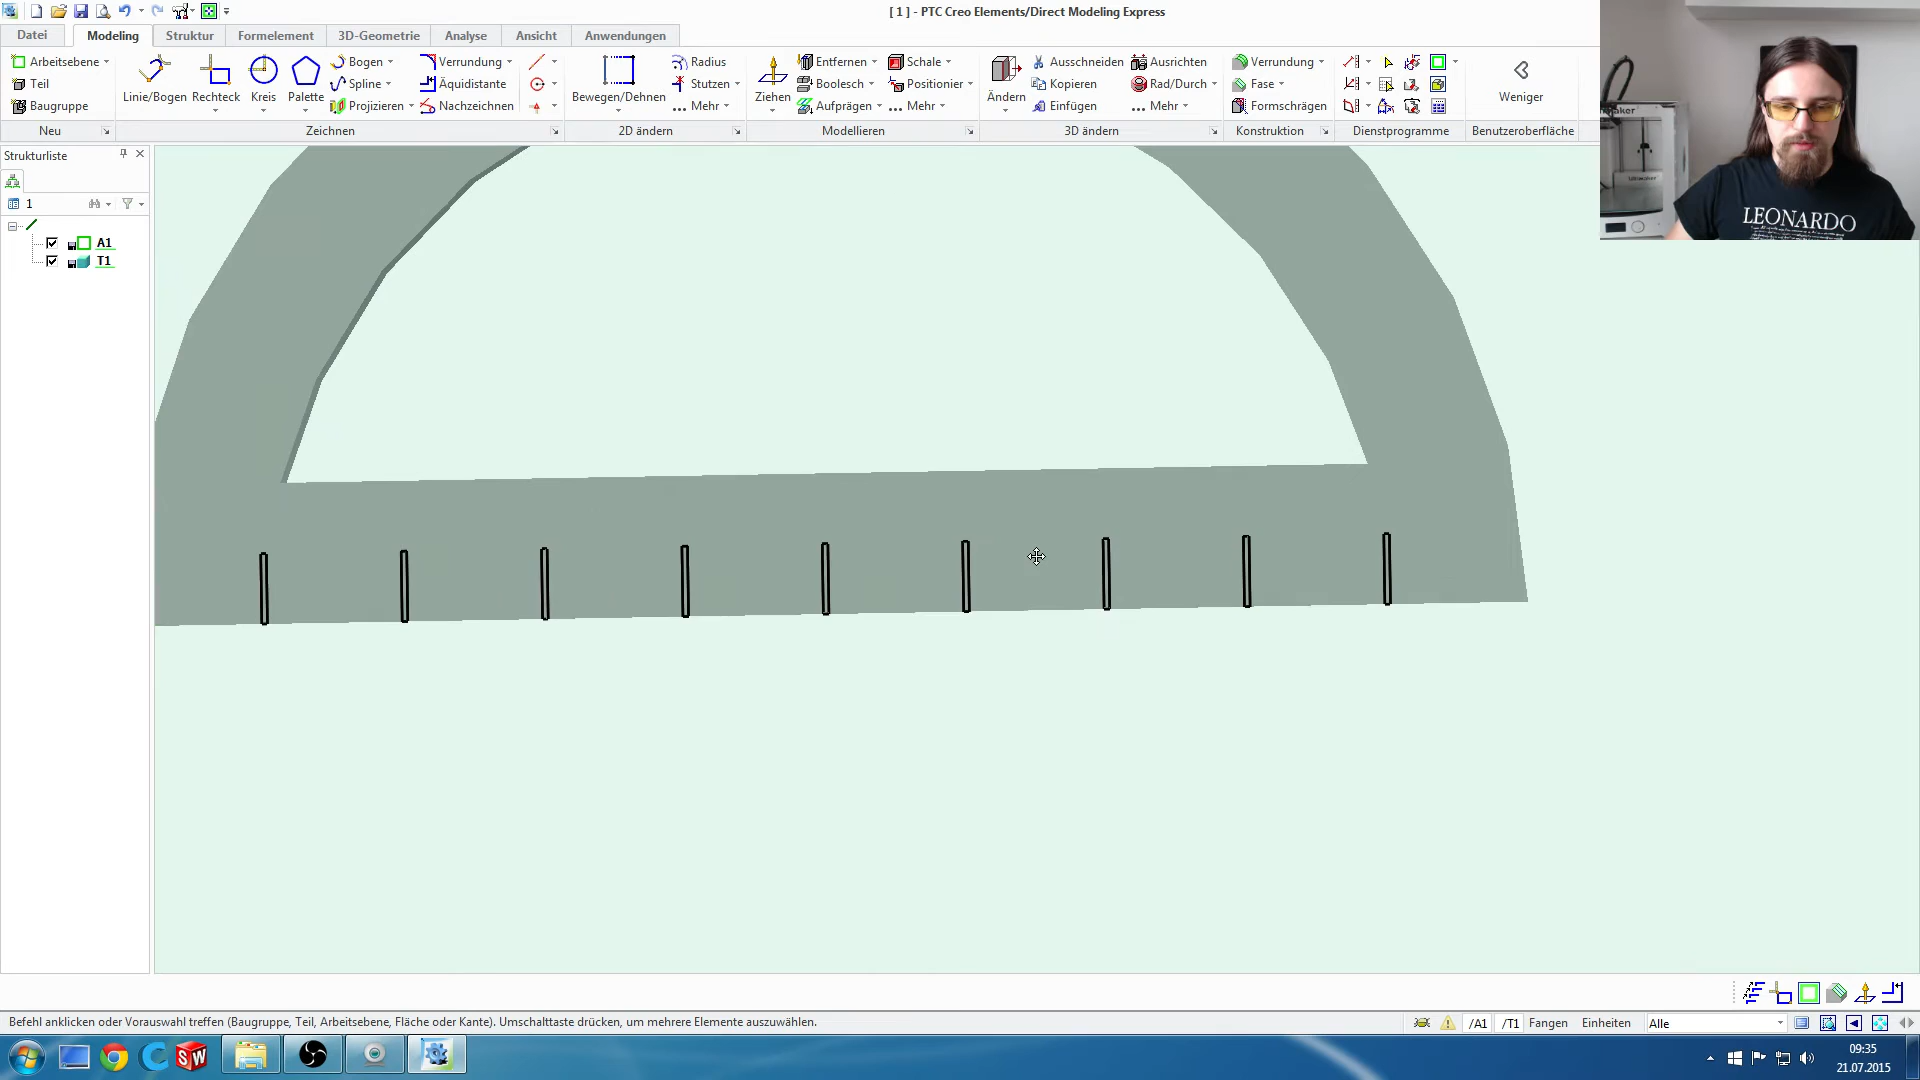 [ 1 ] - PTC Creo Elements/Direct Modeling Express
Datei Modeling Struktur Formelement 3D-Geometrie Analyse Ansicht Anwendungen
Arbeitsebene Bogen Verrundung Radius Entfernen Schale Ausschneiden Ausrichten Verrundung
Teil Spline Äquidistante Stutzen Boolesch Positionier Kopieren Rad/Durch Fase
Linie/Bogen Rechteck Kreis Palette Bewegen/Dehnen Ziehen Ändern Weniger
Baugruppe Projizieren Nachzeichnen ... Mehr Aufprägen ... Mehr Einfügen ... Mehr Formschrägen
Neu Zeichnen 2D ändern Modellieren 3D ändern Konstruktion Dienstprogramme Benutzeroberfläche
Strukturliste
1
A1
T1
LEONARDO
Befehl anklicken oder Vorauswahl treffen (Baugruppe, Teil, Arbeitsebene, Fläche oder Kante). Umschalttaste drücken, um mehrere Elemente auszuwählen.
/A1 /T1 Fangen Einheiten Alle
SW
09:35
21.07.2015